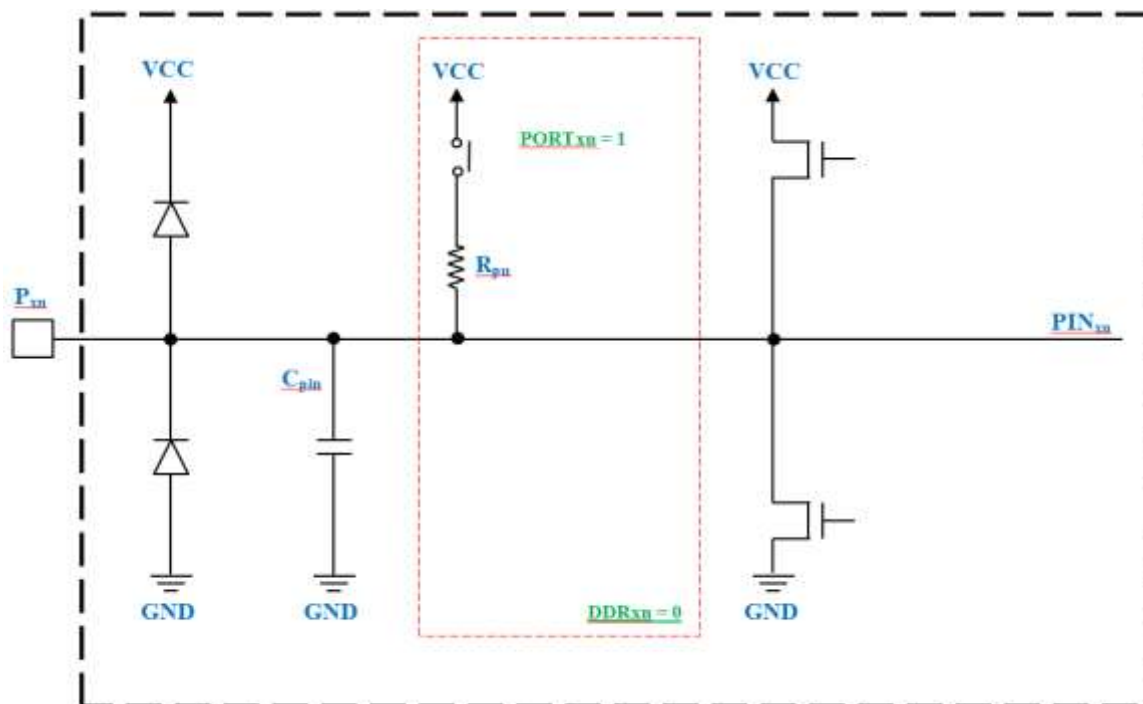 VCC
VCC
VCC
PORTxn = 1
Rpu
Pxn
PINxn
Cpin
DDRxn = 0
GND
GND
GND